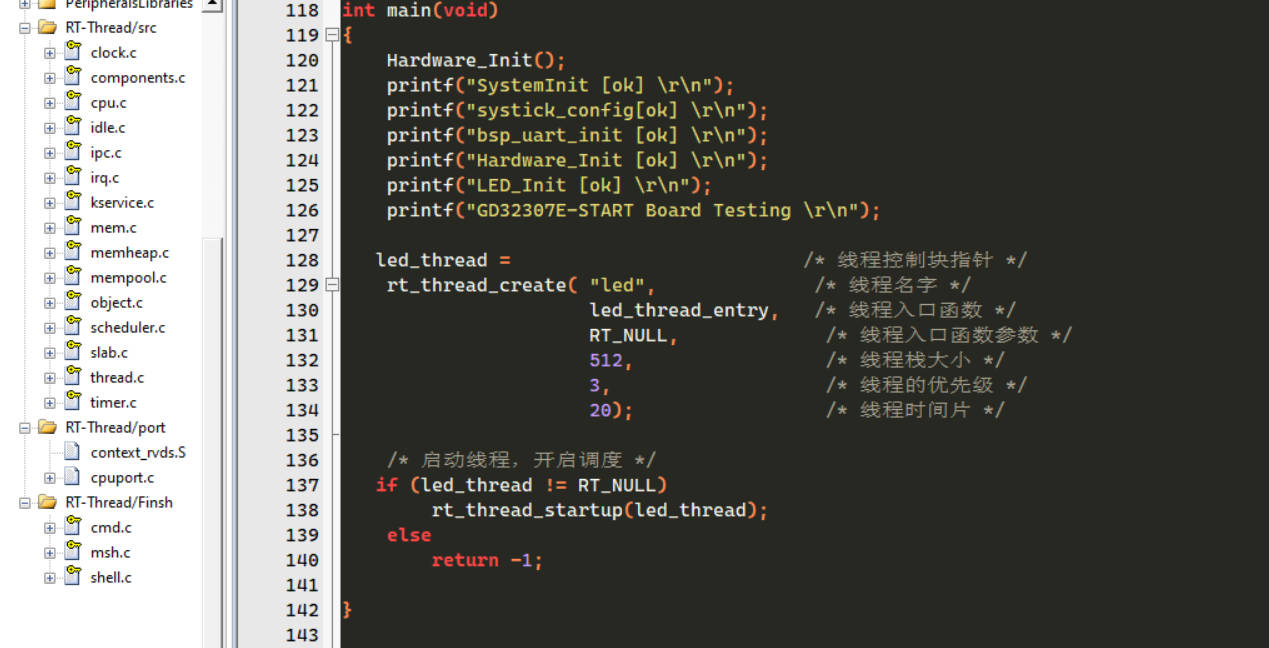 PeripheralsLibraries
RT-Thread/src
clock.c
components.c
cpu.c
idle.c
ipc.c
irq.c
kservice.c
mem.c
memheap.c
mempool.c
object.c
scheduler.c
slab.c
thread.c
timer.c
RT-Thread/port
context_rvds.S
cpuport.c
RT-Thread/Finsh
cmd.c
msh.c
shell.c
118 int main(void)
119 {
120 Hardware_Init();
121 printf("SystemInit [ok] \r\n");
122 printf("systick_config[ok] \r\n");
123 printf("bsp_uart_init [ok] \r\n");
124 printf("Hardware_Init [ok] \r\n");
125 printf("LED_Init [ok] \r\n");
126 printf("GD32307E-START Board Testing \r\n");
127
128 led_thread = /* 线程控制块指针 */
129 rt_thread_create( "led", /* 线程名字 */
130 led_thread_entry, /* 线程入口函数 */
131 RT_NULL, /* 线程入口函数参数 */
132 512, /* 线程栈大小 */
133 3, /* 线程的优先级 */
134 20); /* 线程时间片 */
135
136 /* 启动线程，开启调度 */
137 if (led_thread != RT_NULL)
138 rt_thread_startup(led_thread);
139 else
140 return -1;
141
142 }
143